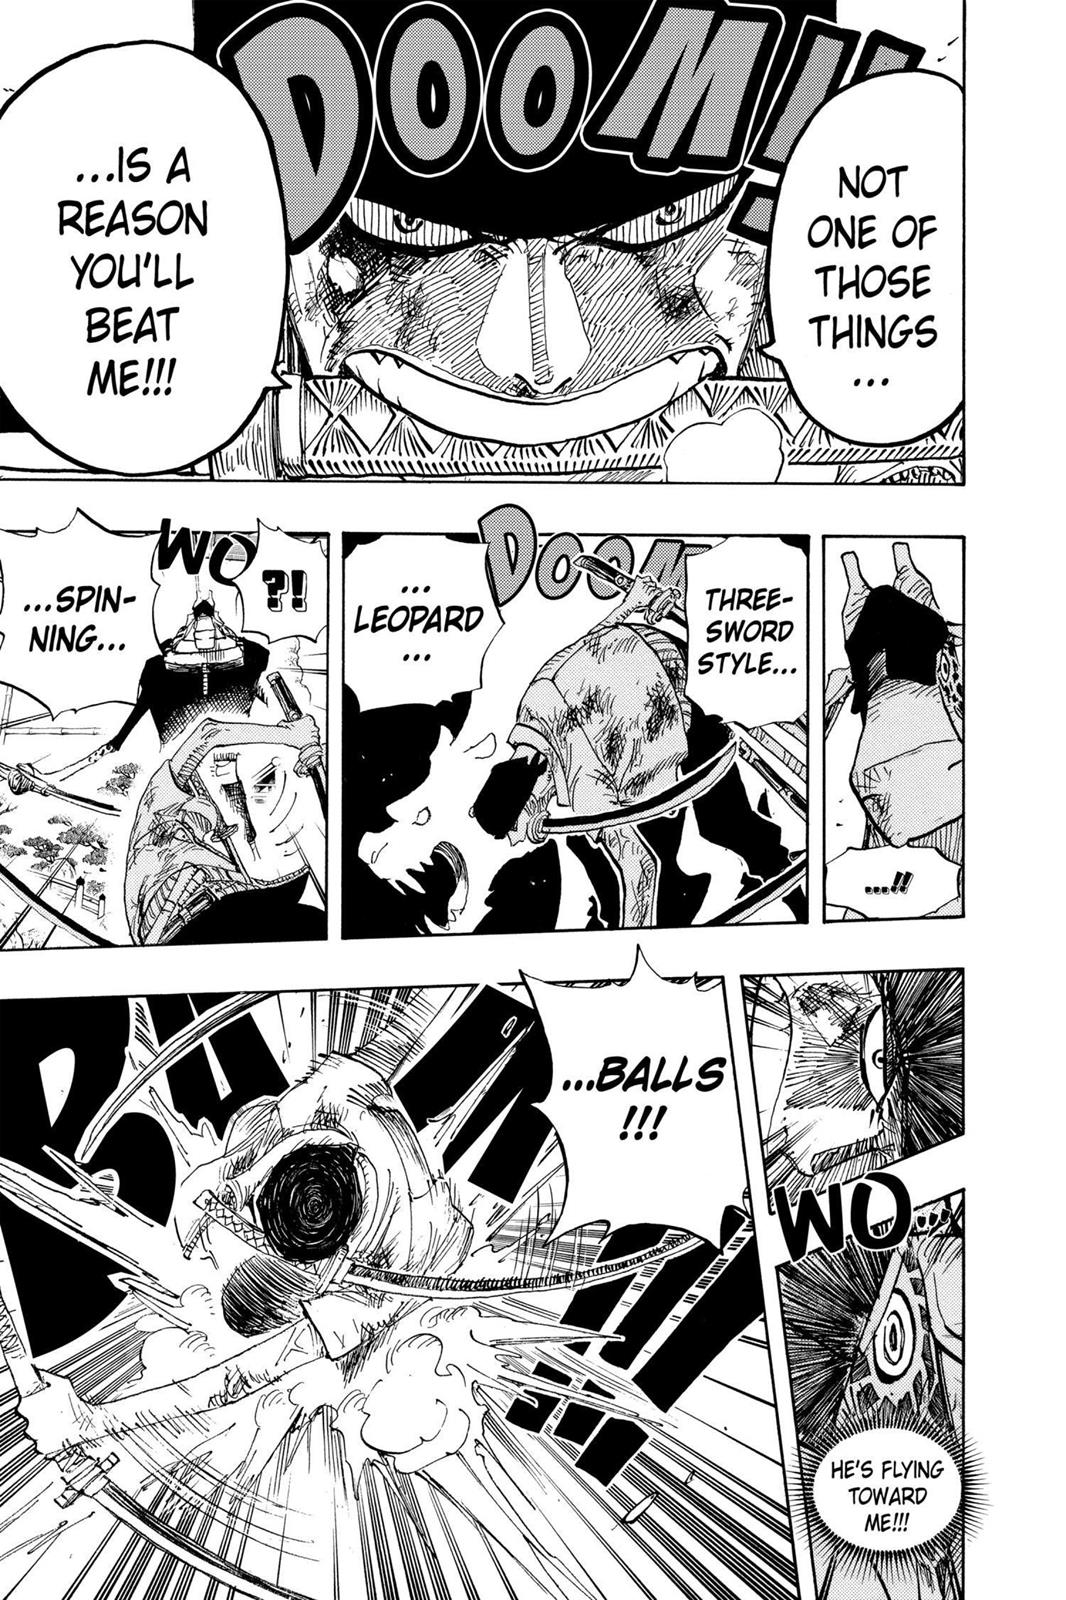 DOOM!!
NOT
ONE OF
THOSE
THINGS
...
...IS A
REASON
YOU'LL
BEAT
ME!!!
...!!
THREE-
SWORD
STYLE...
DOOM
...
LEOPARD
...
?!
WO
...SPIN-
NING...
WO...
HE'S FLYING
TOWARD
ME!!!
...BALLS
!!!